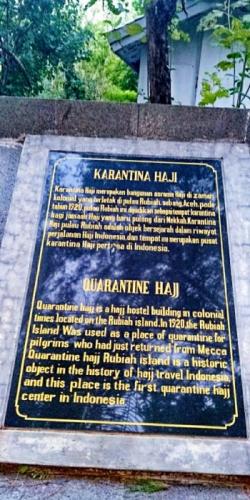 KARANTINA HAJI
Karantina Haji merupakan bangunan asrama Haji di zaman
kolonial yang terletak di pulau Rubiah, sabang, Aceh. pada
tahun 1920, pulau Rubiah ini dijadikan sebagai tempat karantina
bagi jamaah Haji yang baru pulang dari Mekkah. Karantina
Haji pulau Rubiah adalah objek bersejarah dalam riwayat
perjalanan Haji Indonesia, dan tempat ini merupakan pusat
karantina Haji pertama di Indonesia.
QUARANTINE HAJJ
Quarantine hajj is a hajj hostel building in colonial
times located on the Rubiah island. In 1920, the Rubiah
Island Was used as a place of quarantine for
pilgrims who had just returned from Mecca
Quarantine hajj Rubiah island is a historic
object in the history of hajj travel Indonesia,
and this place is the first quarantine hajj
center in Indonesia.